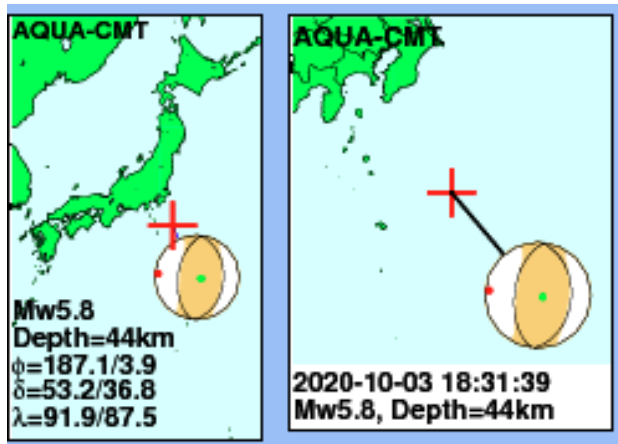 AQUA-CMT
Mw5.8
Depth=44km
ϕ=187.1/3.9
δ=53.2/36.8
λ=91.9/87.5
AQUA-CMT
2020-10-03 18:31:39
Mw5.8, Depth=44km